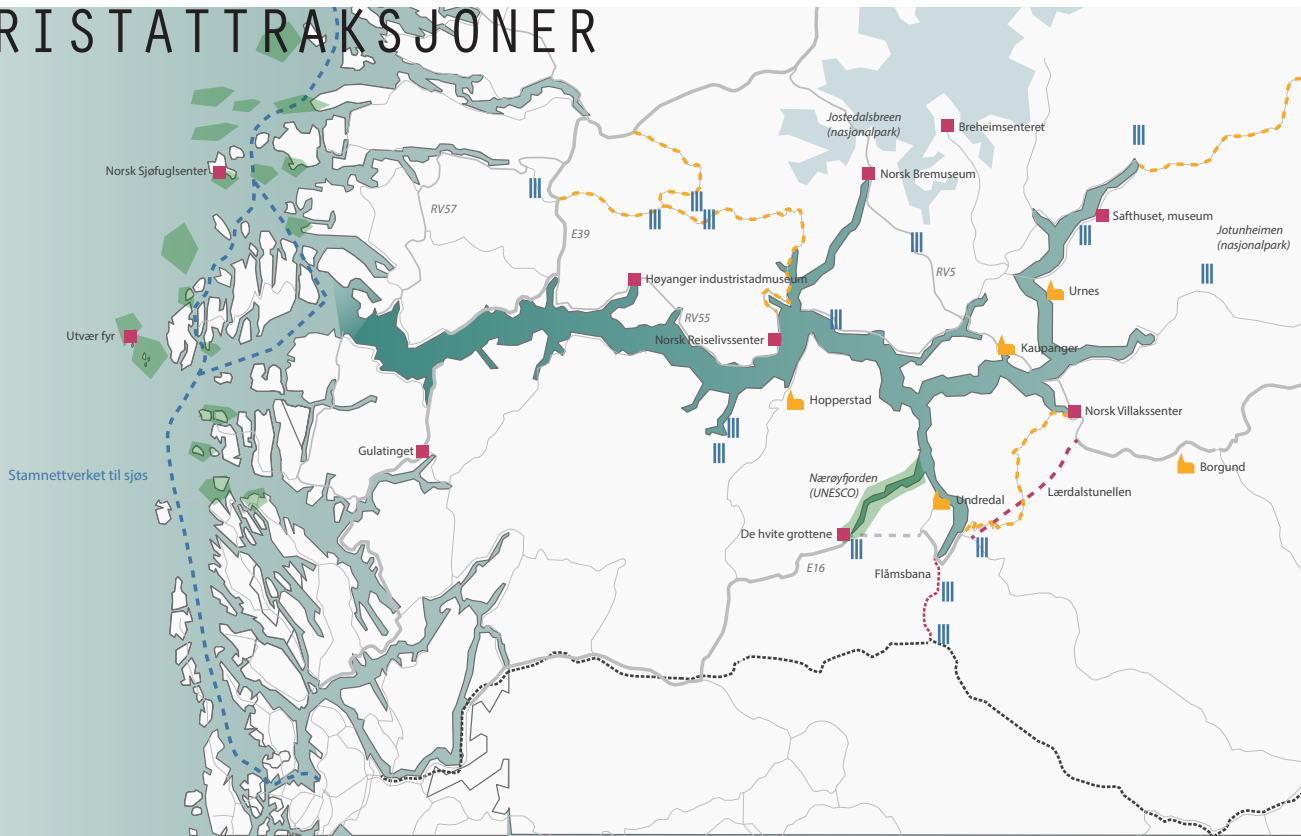 RISTATTRAKSJONER
Jostedalsbreen
(nasjonalpark)
Breheimsenteret
Norsk Sjøfuglsenter
Norsk Bremuseum
RV57
E39
Safthuset, museum
Jotunheimen
(nasjonalpark)
RV5
Høyanger industristadmuseum
Urnes
RV55
Utvær fyr
Norsk Reiselivssenter
Kaupanger
Hopperstad
Norsk Villakssenter
Gulatinget
Stamnettverket til sjøs
Nærøyfjorden
(UNESCO)
Borgund
Undredal
Lærdalstunellen
De hvite grottene
E16
Flåmsbana